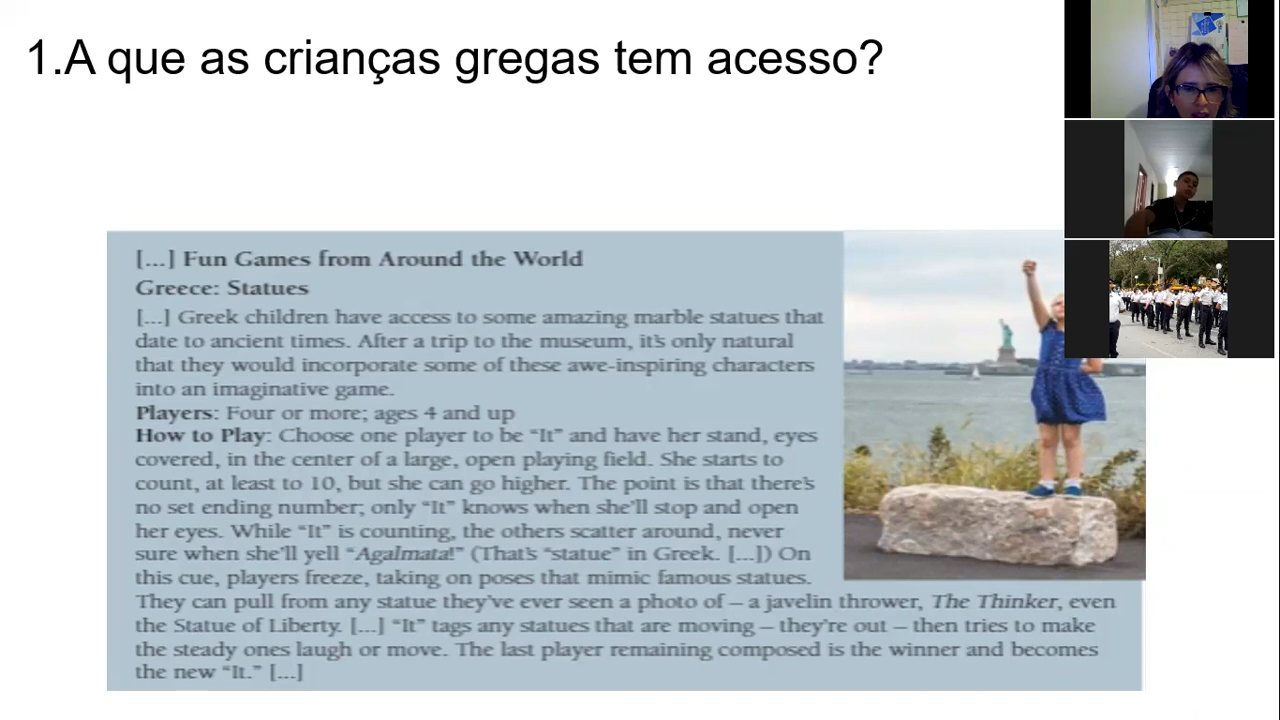 1.A que as crianças gregas tem acesso?
[...] Fun Games from Around the World
Greece: Statues
[...] Greek children have access to some amazing marble statues that
date to ancient times. After a trip to the museum, it's only natural
that they would incorporate some of these awe-inspiring characters
into an imaginative game.
Players: Four or more; ages 4 and up
How to Play: Choose one player to be “It” and have her stand, eyes
covered, in the center of a large, open playing field. She starts to
count, at least to 10, but she can go higher. The point is that there's
no set ending number; only “It” knows when she'll stop and open
her eyes. While “It” is counting, the others scatter around, never
sure when she'll yell “Agalmata!” (That's “statue” in Greek. [...]) On
this cue, players freeze, taking on poses that mimic famous statues.
They can pull from any statue they've ever seen a photo of – a javelin thrower, The Thinker, even
the Statue of Liberty. [...] “It” tags any statues that are moving – they're out – then tries to make
the steady ones laugh or move. The last player remaining composed is the winner and becomes
the new “It.” [...]